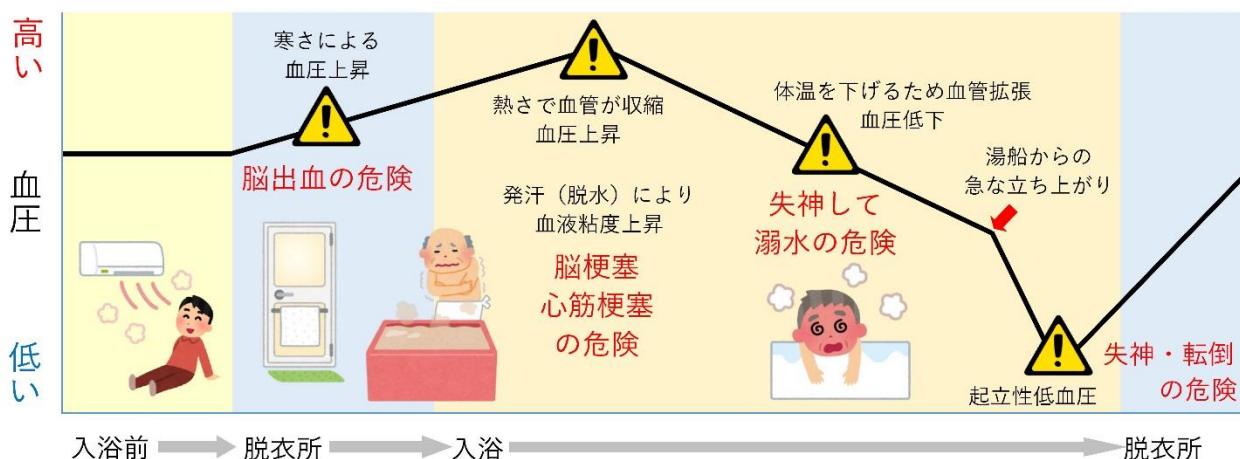 高い
血圧
低い
寒さによる
血圧上昇
脳出血の危険
熱さで血管が収縮
血圧上昇
発汗（脱水）により
血液粘度上昇
脳梗塞
心筋梗塞
の危険
体温を下げるため血管拡張
血圧低下
失神して
溺水の危険
湯船からの
急な立ち上がり
起立性低血圧
失神・転倒
の危険
入浴前
脱衣所
入浴
脱衣所